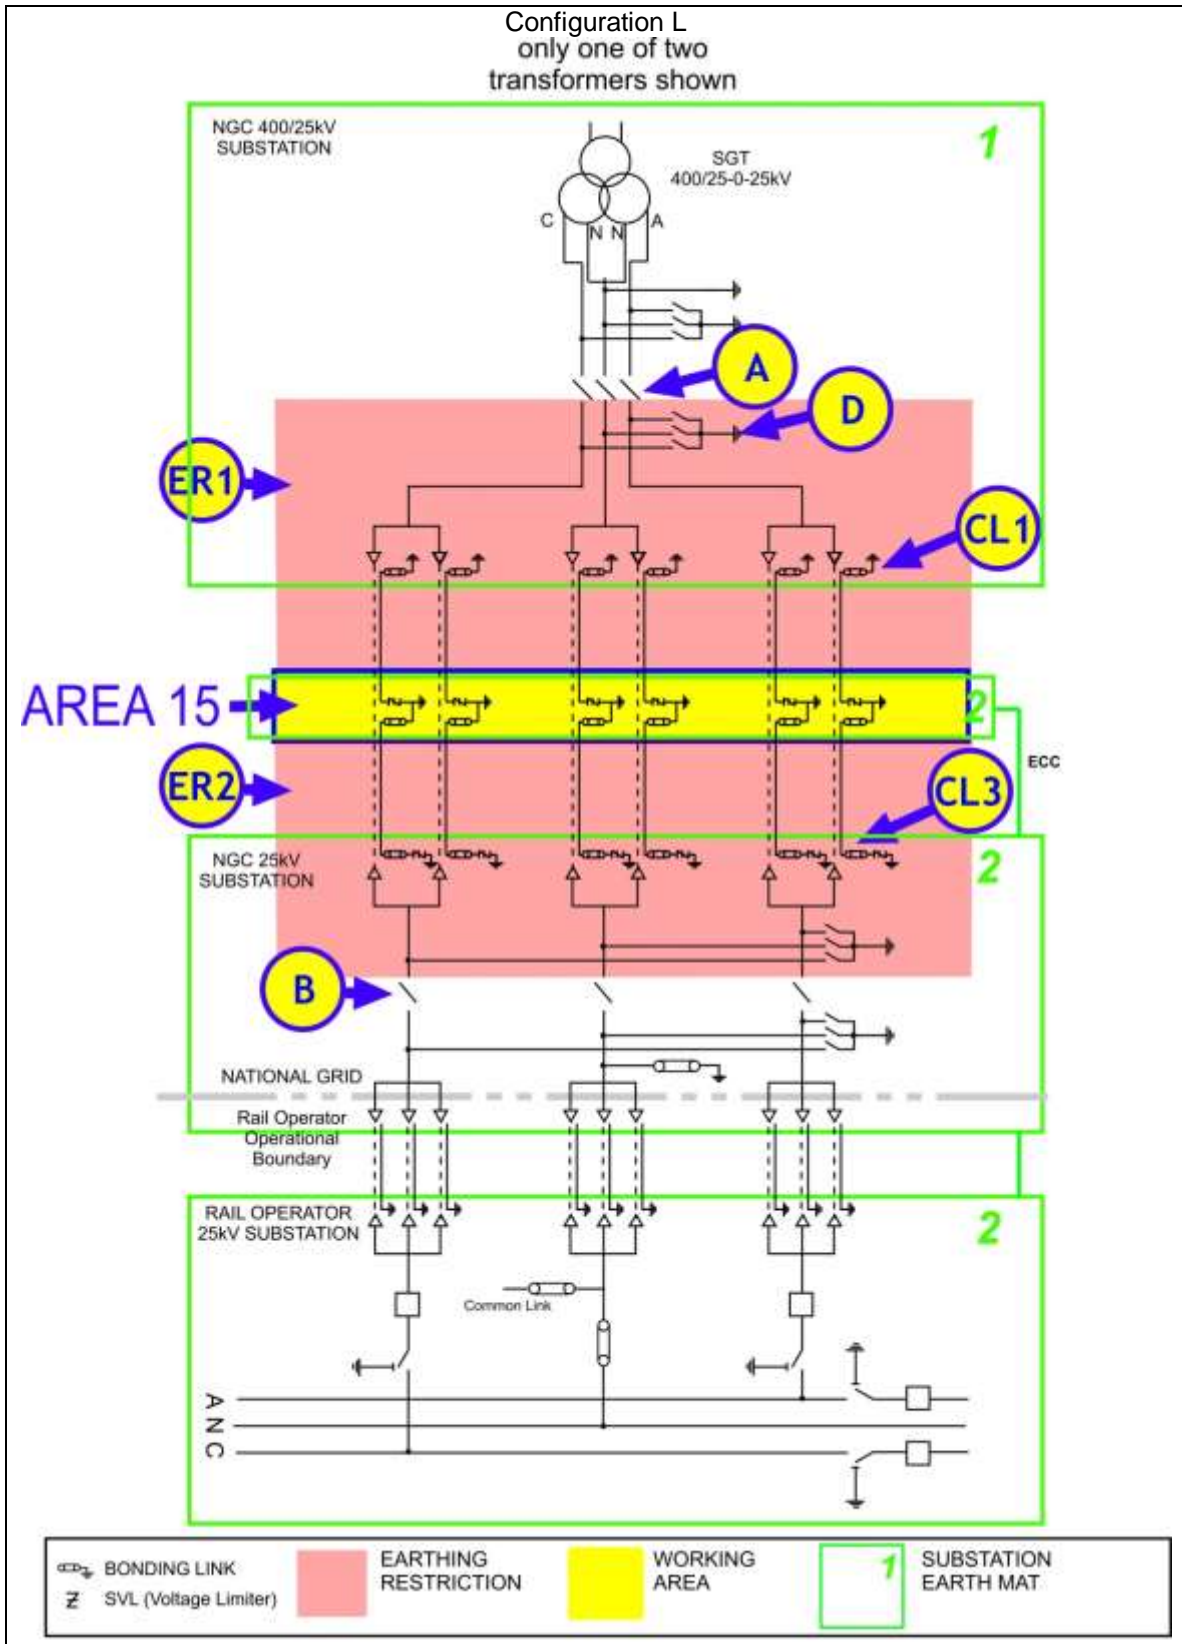 Configuration L
only one of two
transformers shown
NGC 400/25kV
SUBSTATION
1
SGT
400/25-0-25kV
C
N
N
A
A
D
ER1
CL1
AREA 15
2
ECC
ER2
CL3
NGC 25kV
SUBSTATION
2
B
NATIONAL GRID
Rail Operator
Operational
Boundary
RAIL OPERATOR
25kV SUBSTATION
2
Common Link
A
N
C
BONDING LINK
SVL (Voltage Limiter)
EARTHING
RESTRICTION
WORKING
AREA
1
SUBSTATION
EARTH MAT